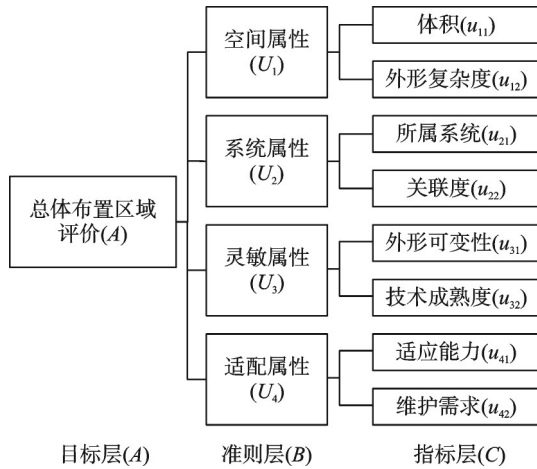 总体布置区域
评价(A)
空间属性
(U₁)
系统属性
(U₂)
灵敏属性
(U₃)
适配属性
(U₄)
体积(u₁₁)
外形复杂度(u₁₂)
所属系统(u₂₁)
关联度(u₂₂)
外形可变性(u₃₁)
技术成熟度(u₃₂)
适应能力(u₄₁)
维护需求(u₄₂)
目标层(A) 准则层(B) 指标层(C)